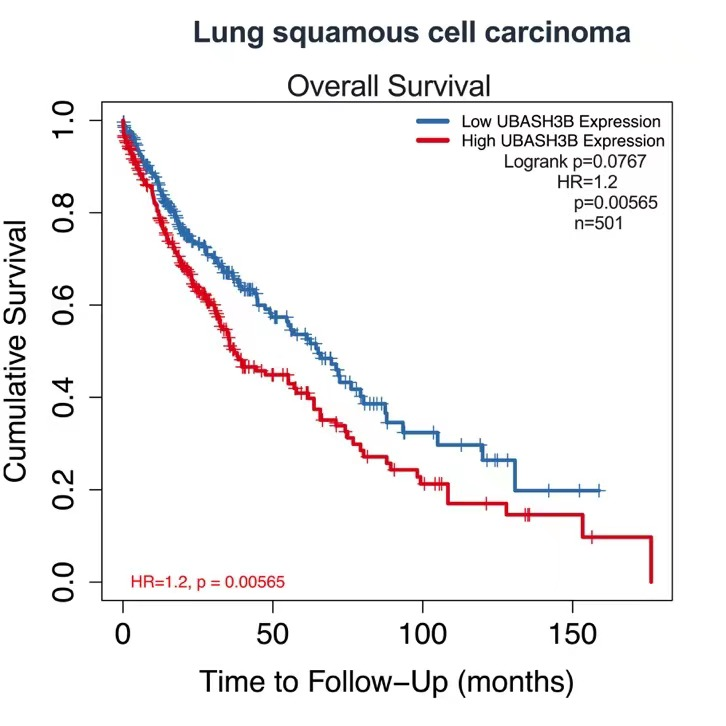 Lung squamous cell carcinoma
Overall Survival
Low UBASH3B Expression
High UBASH3B Expression
Logrank p=0.0767
HR=1.2
p=0.00565
n=501
Cumulative Survival
1.0
0.8
0.6
0.4
0.2
0.0
HR=1.2, p = 0.00565
0 50 100 150
Time to Follow−Up (months)